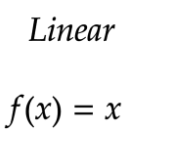 Linear
f(x) = x